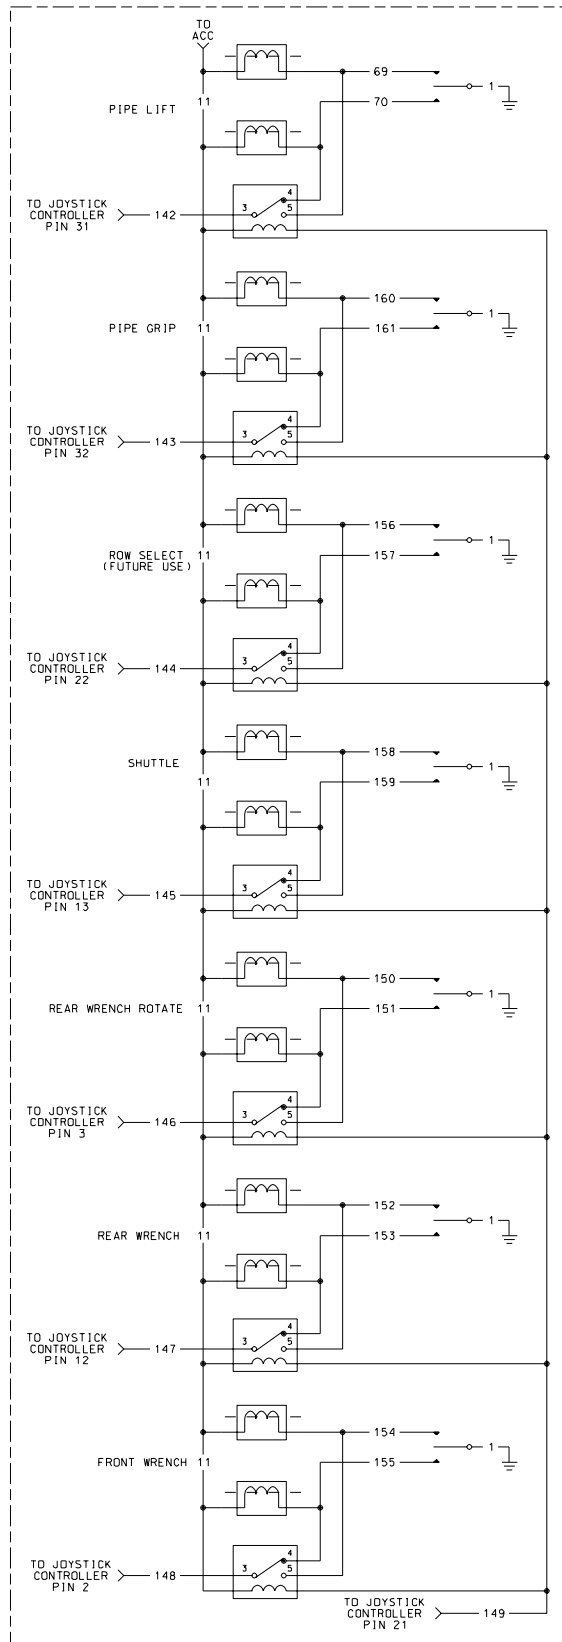 TO
ACC
69
1
PIPE LIFT
11
70
4
TO JOYSTICK
CONTROLLER
PIN 31
142
3
5
160
1
PIPE GRIP
11
161
4
TO JOYSTICK
CONTROLLER
PIN 32
143
3
5
156
1
ROW SELECT
(FUTURE USE)
11
157
4
TO JOYSTICK
CONTROLLER
PIN 22
144
3
5
158
1
SHUTTLE
11
159
4
TO JOYSTICK
CONTROLLER
PIN 13
145
3
5
150
1
REAR WRENCH ROTATE
11
151
4
TO JOYSTICK
CONTROLLER
PIN 3
146
3
5
152
1
REAR WRENCH
11
153
4
TO JOYSTICK
CONTROLLER
PIN 12
147
3
5
154
1
FRONT WRENCH
11
155
4
TO JOYSTICK
CONTROLLER
PIN 2
148
3
5
TO JOYSTICK
CONTROLLER
PIN 21
149